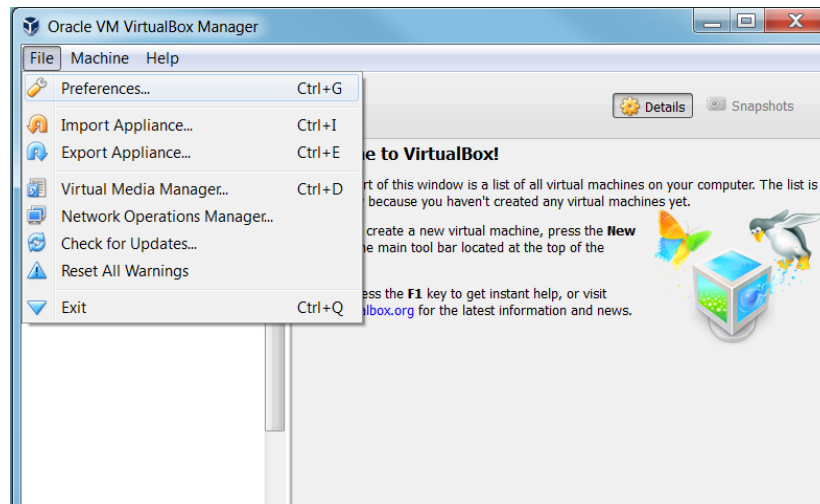 Oracle VM VirtualBox Manager
File Machine Help
Preferences... Ctrl+G
Import Appliance... Ctrl+I
Export Appliance... Ctrl+E
Virtual Media Manager... Ctrl+D
Network Operations Manager...
Check for Updates...
Reset All Warnings
Exit Ctrl+Q
Details Snapshots
e to VirtualBox!
rt of this window is a list of all virtual machines on your computer. The list is
because you haven't created any virtual machines yet.
create a new virtual machine, press the New
he main tool bar located at the top of the
ess the F1 key to get instant help, or visit
albox.org for the latest information and news.